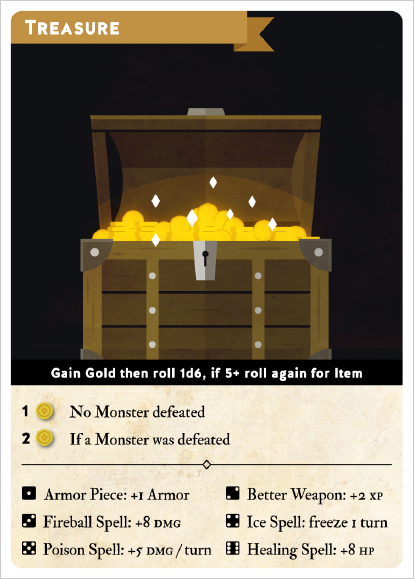 Treasure
Gain Gold then roll 1d6, if 5+ roll again for Item
1 No Monster defeated
2 If a Monster was defeated
Armor Piece: +1 Armor
Better Weapon: +2 XP
Fireball Spell: +8 DMG
Ice Spell: freeze 1 turn
Poison Spell: +5 DMG / turn
Healing Spell: +8 HP